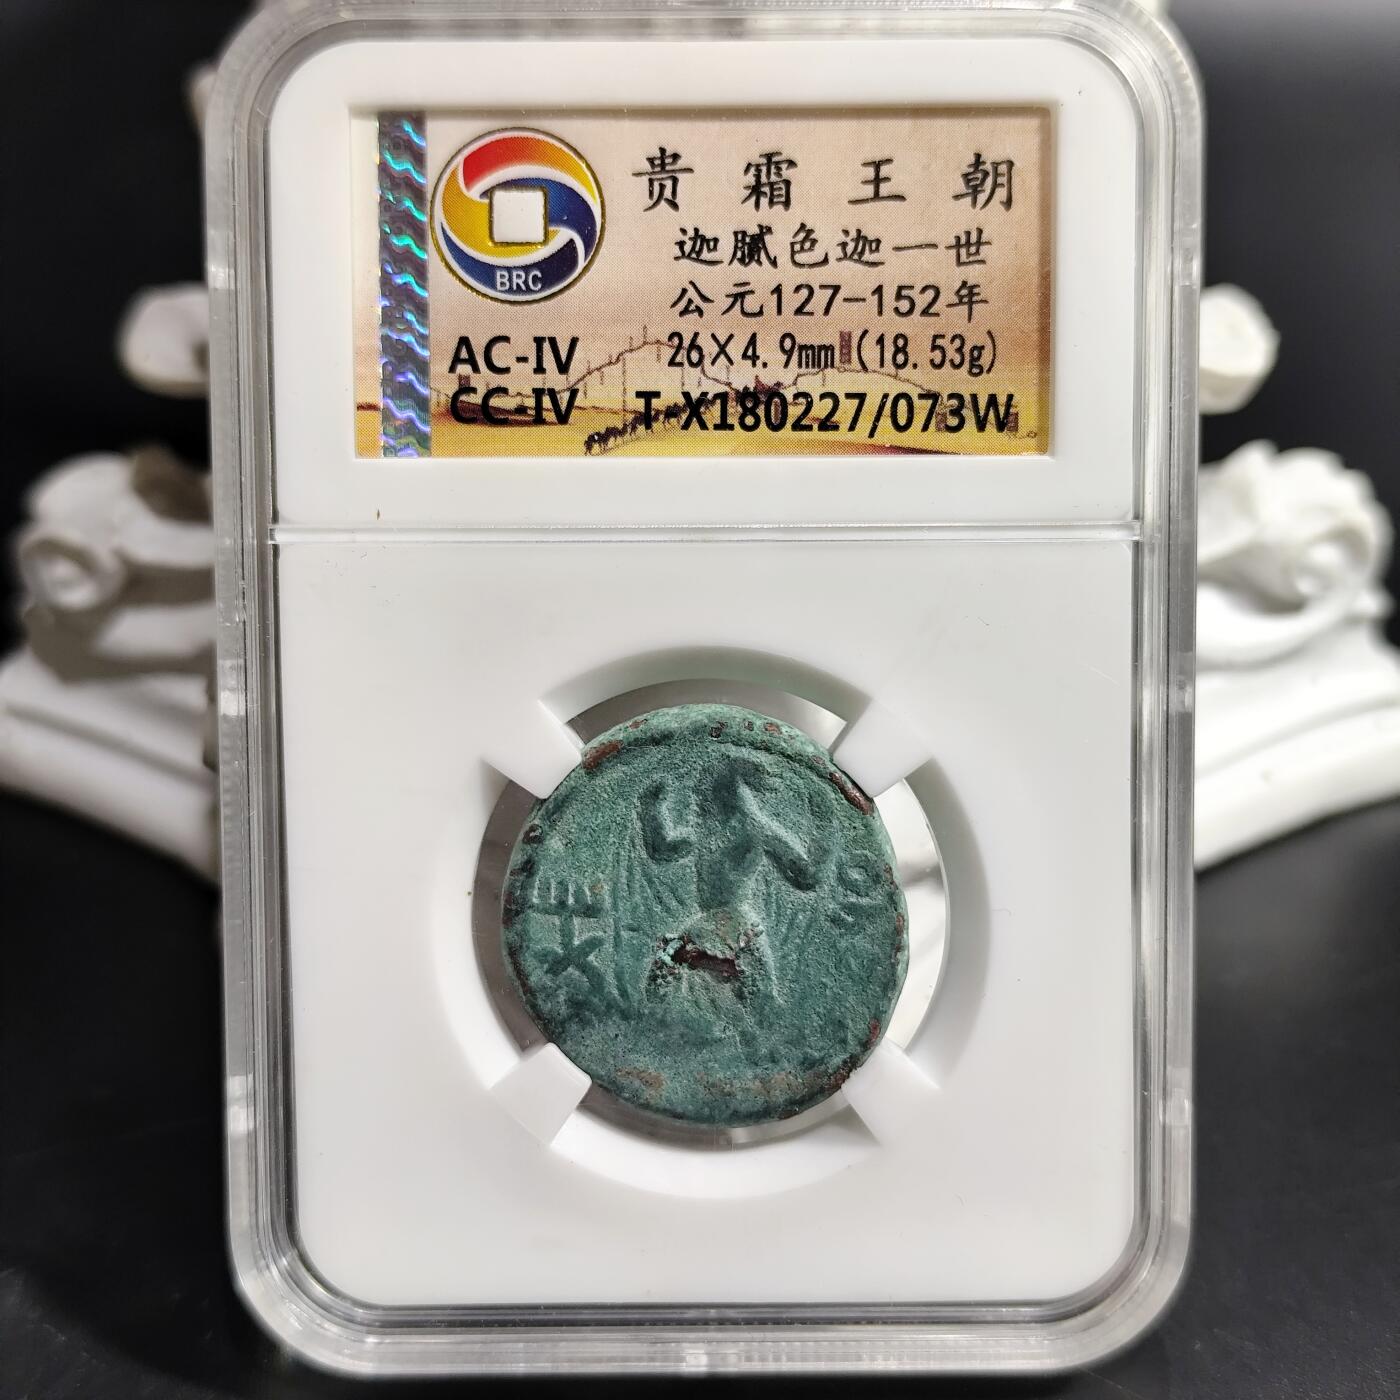 贵霜王朝
迦腻色迦一世
公元127-152年
BRC
AC-IV
26×4.9mm (18.53g)
CC-IV
T X180227/073W